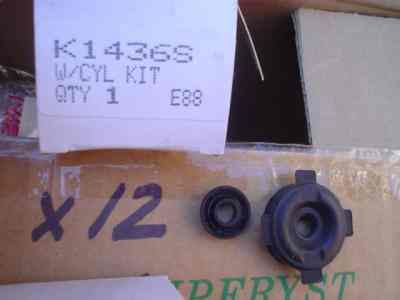 K1436S
W/CYL KIT
QTY 1 E88
X12